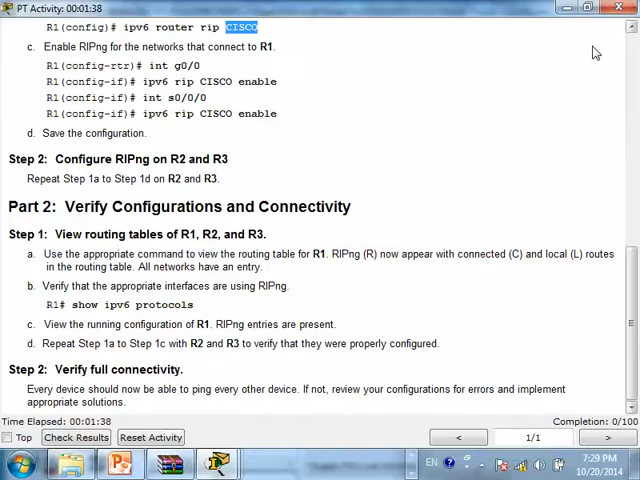 PT Activity: 00:01:38
R1(config)# ipv6 router rip CISCO
c. Enable RIPng for the networks that connect to R1.
R1(config-rtr)# int g0/0
R1(config-if)# ipv6 rip CISCO enable
R1(config-if)# int s0/0/0
R1(config-if)# ipv6 rip CISCO enable
d. Save the configuration.
Step 2: Configure RIPng on R2 and R3
Repeat Step 1a to Step 1d on R2 and R3.
Part 2: Verify Configurations and Connectivity
Step 1: View routing tables of R1, R2, and R3.
a. Use the appropriate command to view the routing table for R1. RIPng (R) now appear with connected (C) and local (L) routes
in the routing table. All networks have an entry.
b. Verify that the appropriate interfaces are using RIPng.
R1# show ipv6 protocols
c. View the running configuration of R1. RIPng entries are present.
d. Repeat Step 1a to Step 1c with R2 and R3 to verify that they were properly configured.
Step 2: Verify full connectivity.
Every device should now be able to ping every other device. If not, review your configurations for errors and implement
appropriate solutions.
Time Elapsed: 00:01:38 Completion: 0/100
Top Check Results Reset Activity < 1/1 >
EN 7:29 PM
10/20/2014